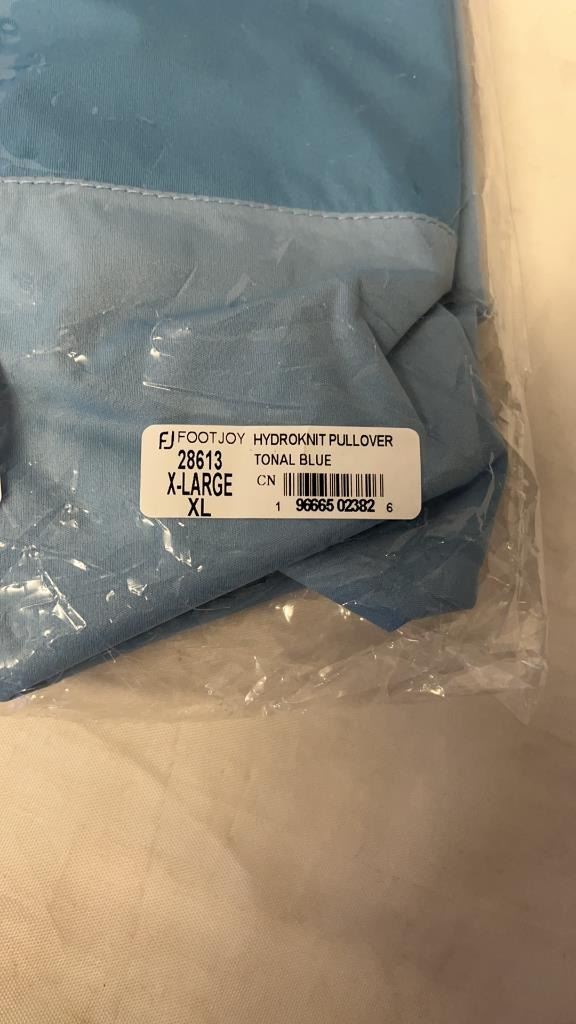 FJ FOOTJOY HYDROKNIT PULLOVER
28613 TONAL BLUE
X-LARGE CN
XL 1 96665 02382 6